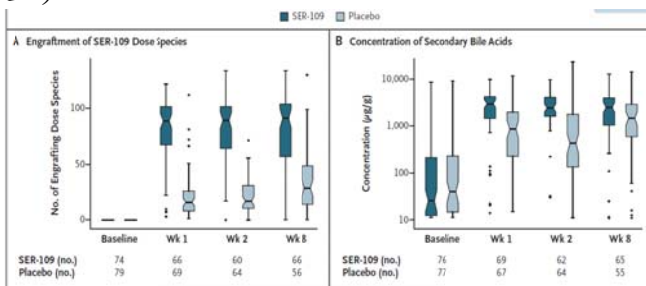 SER-109 Placebo
A Engraftment of SER-109 Dose Species
No. of Engrafting Dose Species
100
50
0
Baseline Wk 1 Wk 2 Wk 8
SER-109 (no.) 74 66 60 66
Placebo (no.) 79 69 64 56
B Concentration of Secondary Bile Acids
Concentration (µg/g)
10,000
1,000
100
10
Baseline Wk 1 Wk 2 Wk 8
SER-109 (no.) 76 69 62 65
Placebo (no.) 77 67 64 55